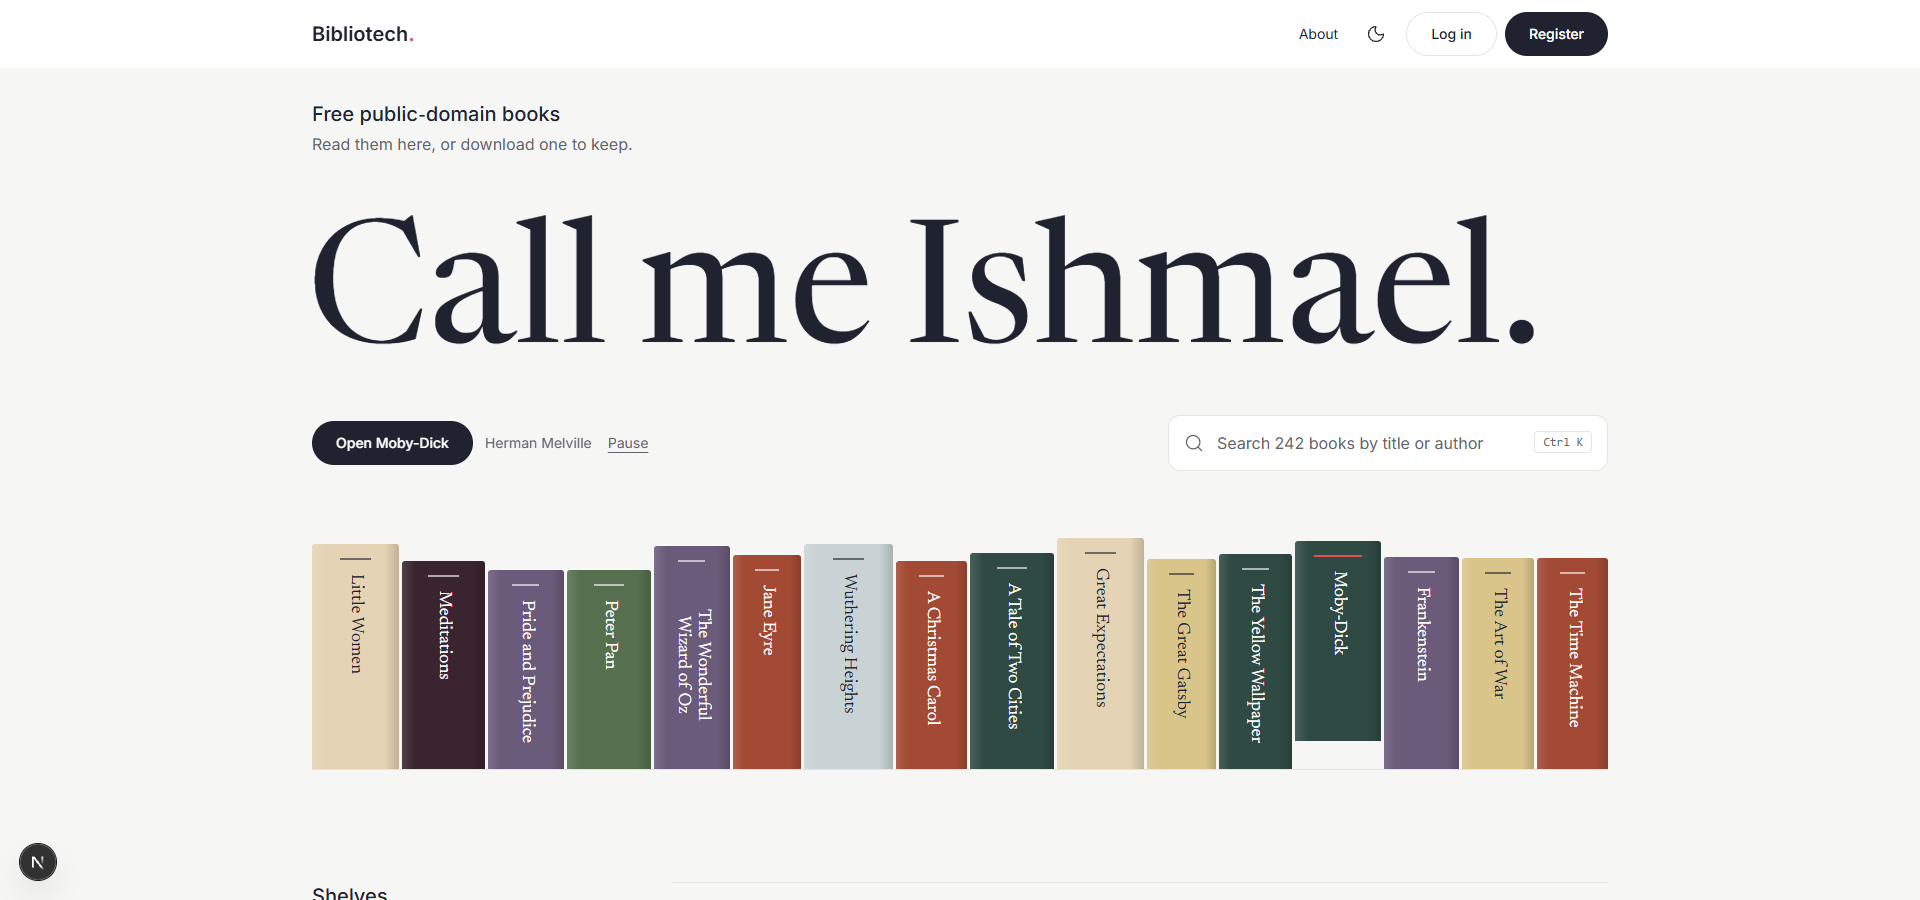 Bibliotech.
About
Log in
Register
Free public-domain books
Read them here, or download one to keep.
Call me Ishmael.
Open Moby-Dick
Herman Melville
Pause
Search 242 books by title or author
Ctrl K
Little Women
Meditations
Pride and Prejudice
Peter Pan
The Wonderful
Wizard of Oz
Jane Eyre
Wuthering Heights
A Christmas Carol
A Tale of Two Cities
Great Expectations
The Great Gatsby
The Yellow Wallpaper
Moby-Dick
Frankenstein
The Art of War
The Time Machine
N
Shelves